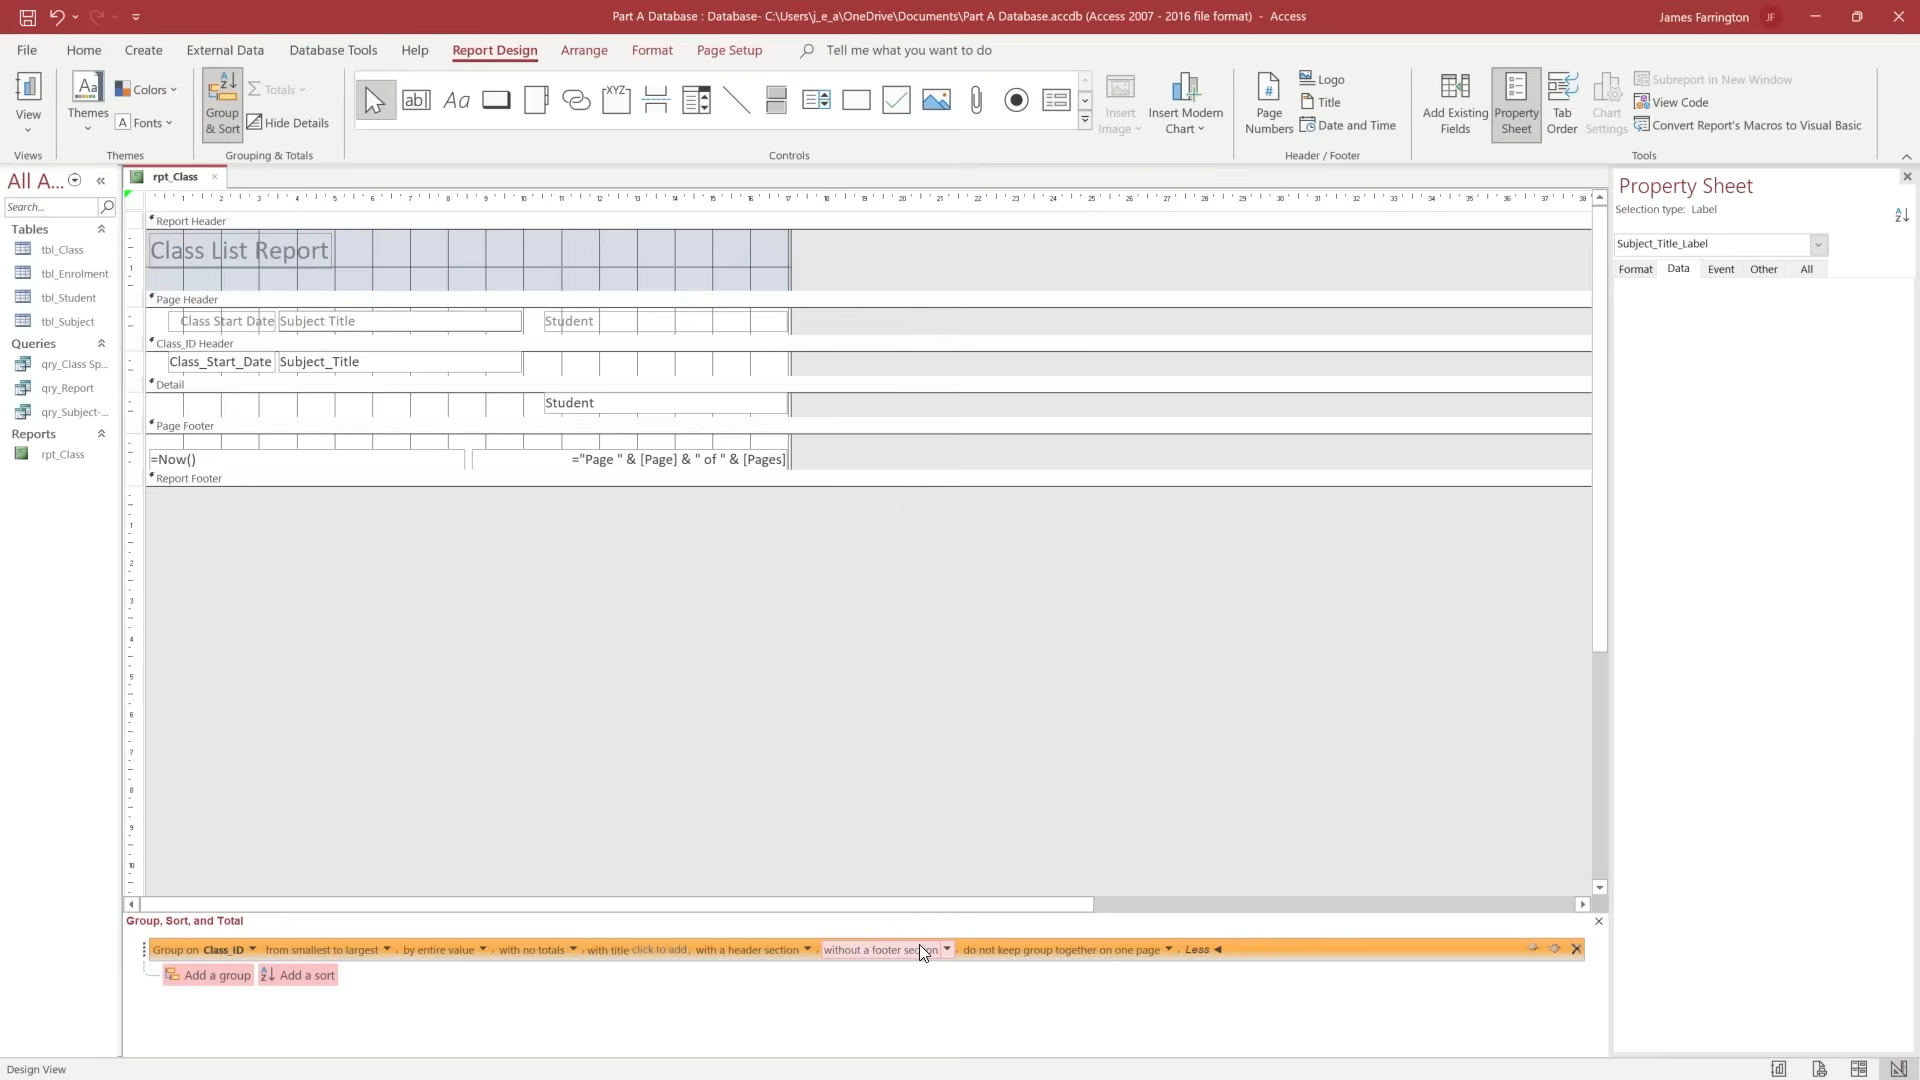 Part A Database : Database- C:\Users\j_e_a\OneDrive\Documents\Part A Database.accdb (Access 2007 - 2016 file format) - Access
James Farrington JF
File Home Create External Data Database Tools Help Report Design Arrange Format Page Setup Tell me what you want to do
View
Views
Aa
Themes
Colors
Fonts
Themes
Group & Sort
Totals
Hide Details
Grouping & Totals
ab
Aa
XYZ
Controls
Insert Image
Insert Modern Chart
Page Numbers
Logo
Title
Date and Time
Header / Footer
Add Existing Fields
Property Sheet
Tab Order
Chart Settings
Subreport in New Window
View Code
Convert Report's Macros to Visual Basic
Tools
All A...
Search...
Tables
tbl_Class
tbl_Enrolment
tbl_Student
tbl_Subject
Queries
qry_Class Sp...
qry_Report
qry_Subject-...
Reports
rpt_Class
rpt_Class
Report Header
Class List Report
Page Header
Class Start Date Subject Title Student
Class_ID Header
Class_Start_Date Subject_Title
Detail
Student
Page Footer
=Now() ="Page " & [Page] & " of " & [Pages]
Report Footer
Property Sheet
Selection type: Label
Subject_Title_Label
Format Data Event Other All
Group, Sort, and Total
Group on Class_ID from smallest to largest , by entire value , with no totals , with title click to add , with a header section , without a footer section , do not keep group together on one page , Less
Add a group Add a sort
Design View